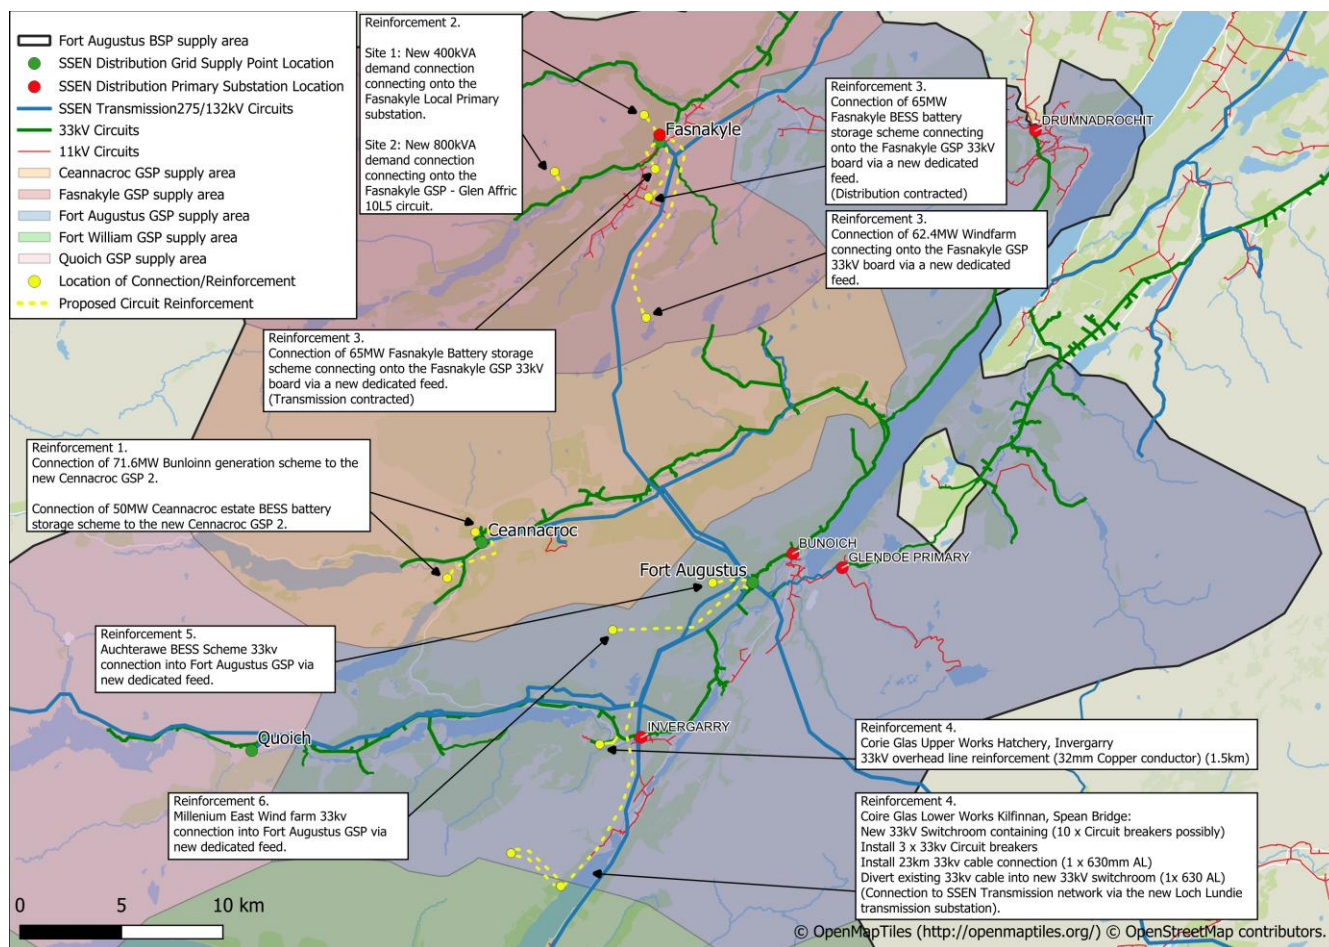 Fort Augustus BSP supply area
SSEN Distribution Grid Supply Point Location
SSEN Distribution Primary Substation Location
SSEN Transmission275/132kV Circuits
33kV Circuits
11kV Circuits
Ceannacroc GSP supply area
Fasnakyle GSP supply area
Fort Augustus GSP supply area
Fort William GSP supply area
Quoich GSP supply area
Location of Connection/Reinforcement
Proposed Circuit Reinforcement
Reinforcement 2.
Site 1: New 400kVA
demand connection
connecting onto the
Fasnakyle Local Primary
substation.
Site 2: New 800kVA
demand connection
connecting onto the
Fasnakyle GSP - Glen Affric
10L5 circuit.
Reinforcement 3.
Connection of 65MW
Fasnakyle BESS battery
storage scheme connecting
onto the Fasnakyle GSP 33kV
board via a new dedicated
feed.
(Distribution contracted)
Reinforcement 3.
Connection of 62.4MW Windfarm
connecting onto the Fasnakyle GSP
33kV board via a new dedicated
feed.
Fasnakyle
DRUMNADROCHIT
Reinforcement 3.
Connection of 65MW Fasnakyle Battery storage
scheme connecting onto the Fasnakyle GSP 33kV
board via a new dedicated feed.
(Transmission contracted)
Reinforcement 1.
Connection of 71.6MW Bunloinn generation scheme to the
new Cennacroc GSP 2.
Connection of 50MW Ceannacroc estate BESS battery
storage scheme to the new Cennacroc GSP 2.
Ceannacroc
BUNOICH
GLENDOE PRIMARY
Fort Augustus
Reinforcement 5.
Auchterawe BESS Scheme 33kv
connection into Fort Augustus GSP via
new dedicated feed.
Quoich
INVERGARRY
Reinforcement 4.
Corie Glas Upper Works Hatchery, Invergarry
33kV overhead line reinforcement (32mm Copper conductor) (1.5km)
Reinforcement 6.
Millenium East Wind farm 33kv
connection into Fort Augustus GSP via
new dedicated feed.
Reinforcement 4.
Coire Glas Lower Works Kilfinnan, Spean Bridge:
New 33kV Switchroom containing (10 x Circuit breakers possibly)
Install 3 x 33kv Circuit breakers
Install 23km 33kv cable connection (1 x 630mm AL)
Divert existing 33kv cable into new 33kV switchroom (1x 630 AL)
(Connection to SSEN Transmission network via the new Loch Lundie
transmission substation).
0 5 10 km
© OpenMapTiles (http://openmaptiles.org/) © OpenStreetMap contributors.